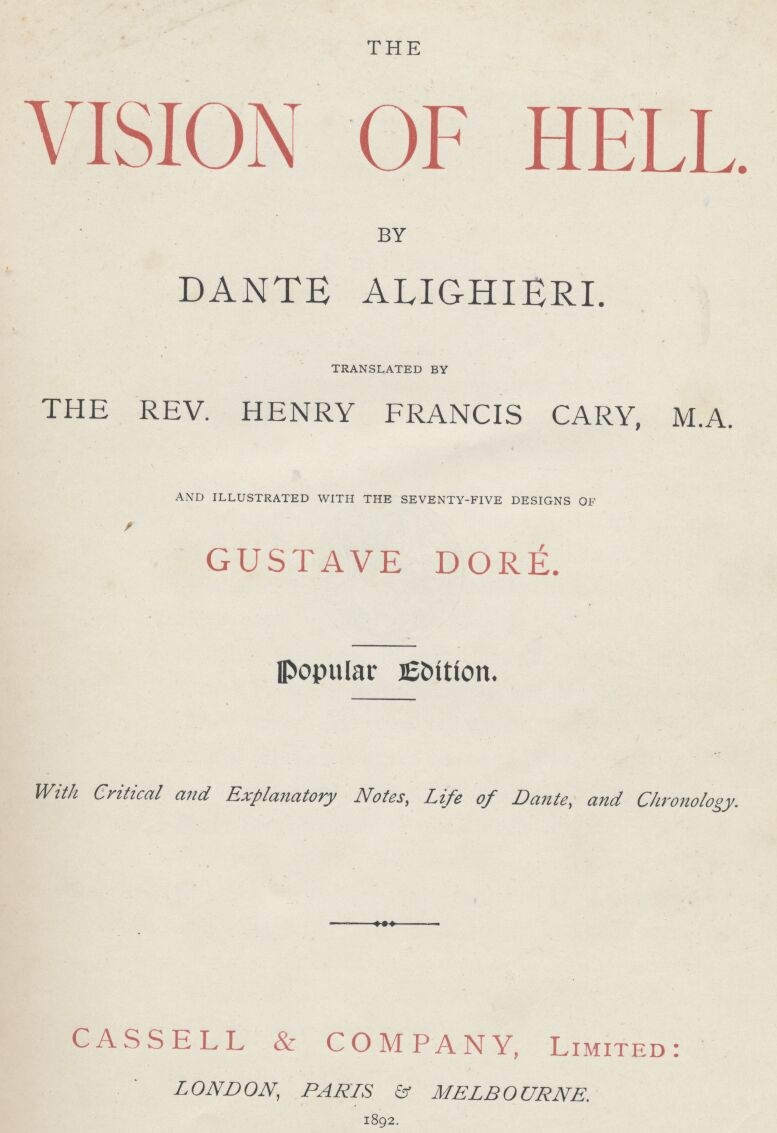 THE
VISION OF HELL.
BY
DANTE ALIGHIERI.
TRANSLATED BY
THE REV. HENRY FRANCIS CARY, M.A.
AND ILLUSTRATED WITH THE SEVENTY-FIVE DESIGNS OF
GUSTAVE DORÉ.
Popular Edition.
With Critical and Explanatory Notes, Life of Dante, and Chronology.
CASSELL & COMPANY, LIMITED:
LONDON, PARIS & MELBOURNE.
1892.